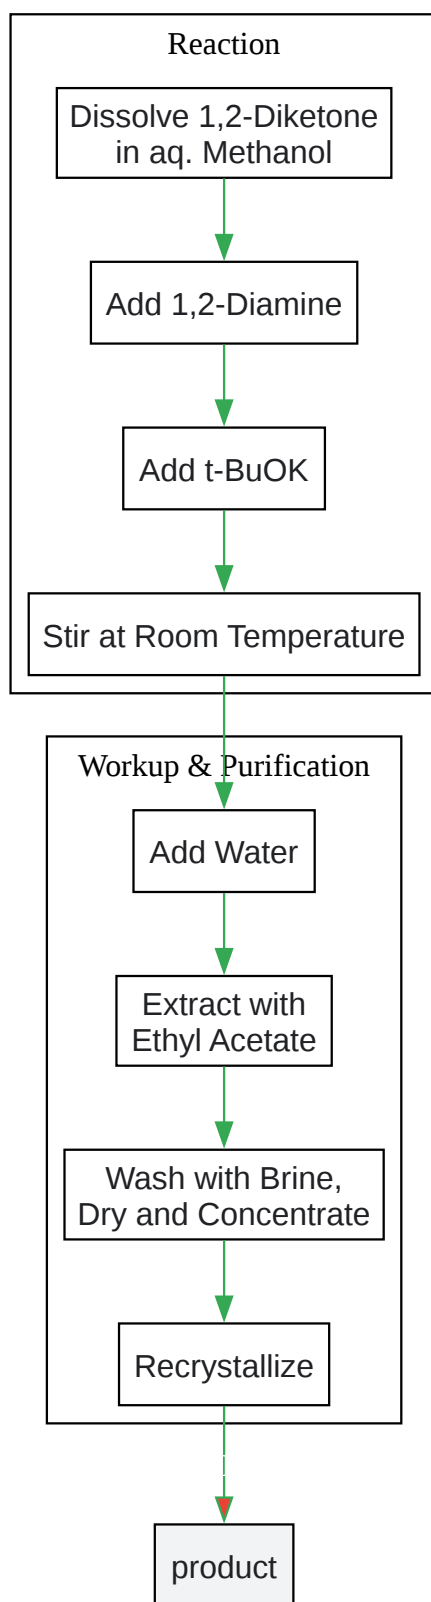 Reaction
Dissolve 1,2-Diketone
in aq. Methanol
Add 1,2-Diamine
Add t-BuOK
Stir at Room Temperature
Workup & Purification
Add Water
Extract with
Ethyl Acetate
Wash with Brine,
Dry and Concentrate
Recrystallize
product